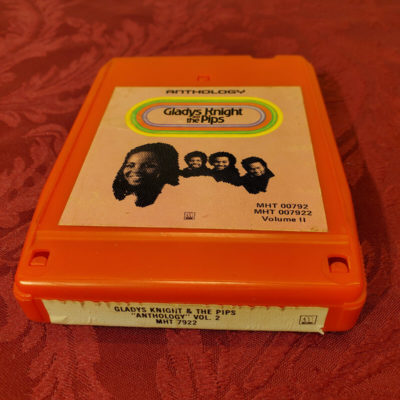 ANTHOLOGY
Gladys Knight
and
the Pips
MHT 00792
MHT 007922
Volume II
GLADYS KNIGHT & THE PIPS
"ANTHOLOGY" VOL. 2
MHT 7922